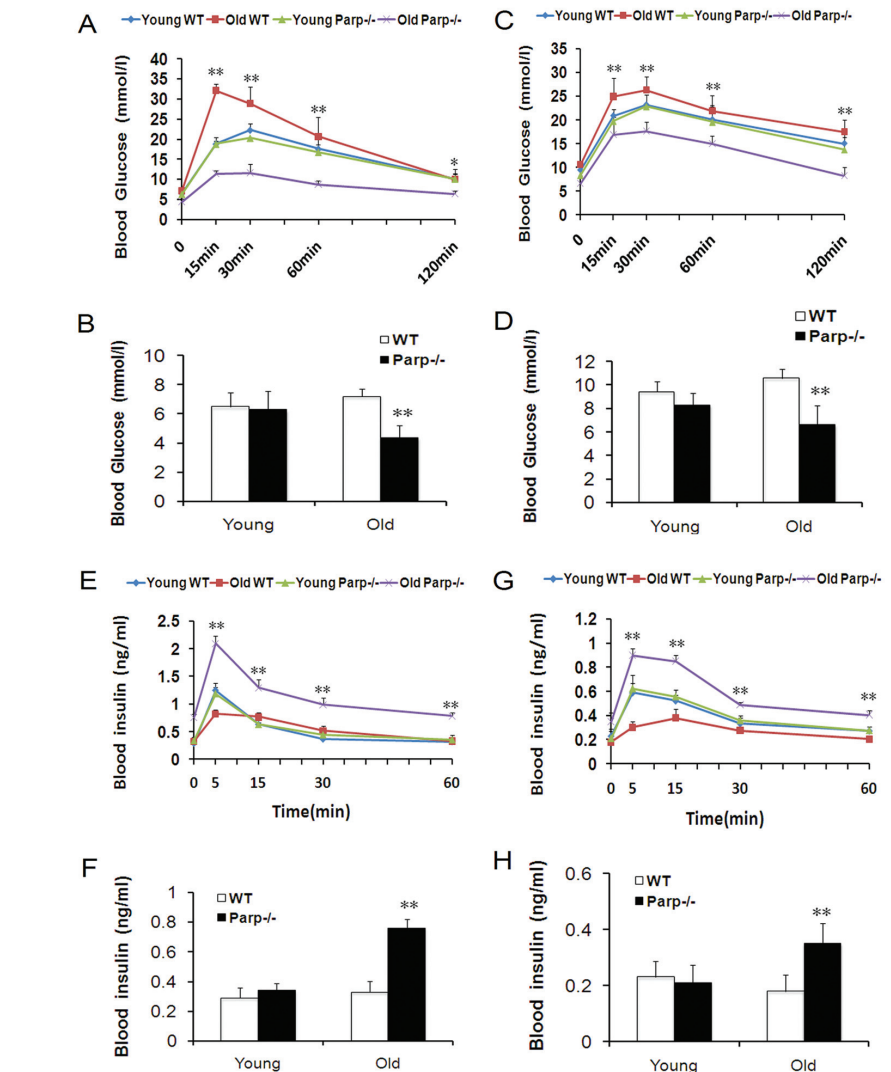 A
Young WT Old WT Young Parp-/- Old Parp-/-
Blood Glucose (mmol/l)
40
35
30
25
20
15
10
5
0
** ** ** *
0 15min 30min 60min 120min
C
Young WT Old WT Young Parp-/- Old Parp-/-
Blood Glucose (mmol/l)
35
30
25
20
15
10
5
0
** ** ** **
0 15min 30min 60min 120min
B
WT
Parp-/-
Blood Glucose (mmol/l)
10
8
6
4
2
0
**
Young Old
D
WT
Parp-/-
Blood Glucose (mmol/l)
12
10
8
6
4
2
0
**
Young Old
E
Young WT Old WT Young Parp-/- Old Parp-/-
Blood insulin (ng/ml)
2.5
2
1.5
1
0.5
0
** ** ** **
0 5 15 30 60
Time(min)
G
Young WT Old WT Young Parp-/- Old Parp-/-
Blood insulin (ng/ml)
1.2
1
0.8
0.6
0.4
0.2
0
** ** ** **
0 5 15 30 60
Time(min)
F
WT
Parp-/-
Blood insulin (ng/ml)
1
0.8
0.6
0.4
0.2
0
**
Young Old
H
WT
Parp-/-
Blood insulin (ng/ml)
0.6
0.4
0.2
0
**
Young Old